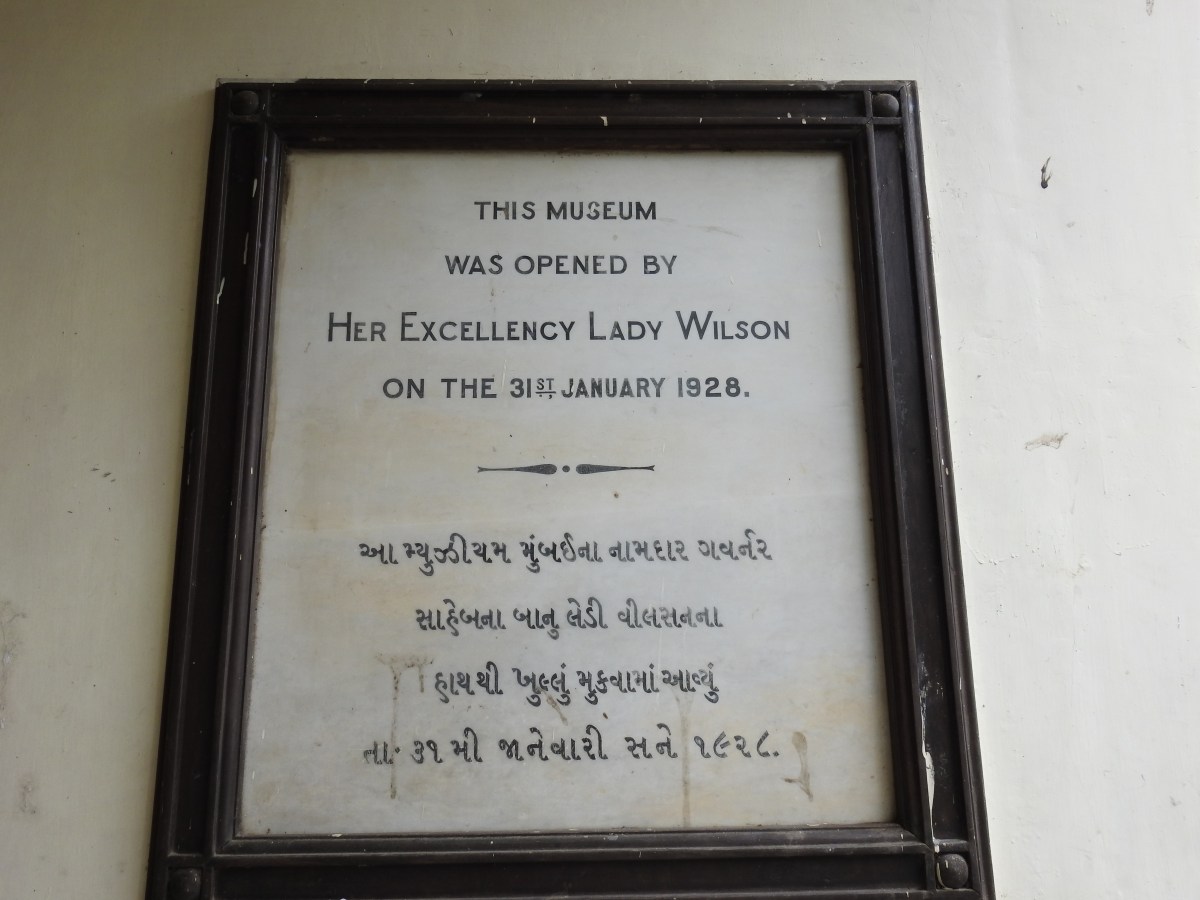 THIS MUSEUM
WAS OPENED BY
HER EXCELLENCY LADY WILSON
ON THE 31ST, JANUARY 1928.
આ મ્યુઝીયમ મુંબઈના નામદાર ગવર્નર
સાહેબના બાનુ લેડી વીલસનના
હાથથી ખુલ્લું મુકવામાં આવ્યું
તા. ૩૧ મી જાનેવારી સને ૧૯૨૮.